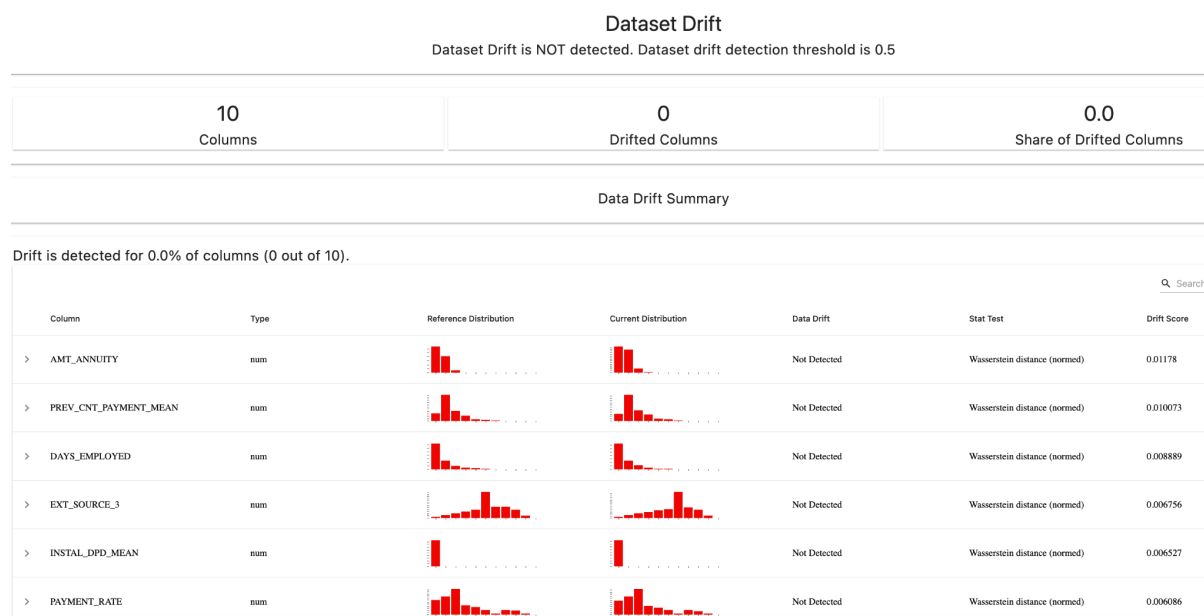 Dataset Drift
Dataset Drift is NOT detected. Dataset drift detection threshold is 0.5
10 0 0.0
Columns Drifted Columns Share of Drifted Columns
Data Drift Summary
Drift is detected for 0.0% of columns (0 out of 10).
Search
Column Type Reference Distribution Current Distribution Data Drift Stat Test Drift Score
AMT_ANNUITY num Not Detected Wasserstein distance (normed) 0.01178
PREV_CNT_PAYMENT_MEAN num Not Detected Wasserstein distance (normed) 0.010073
DAYS_EMPLOYED num Not Detected Wasserstein distance (normed) 0.008889
EXT_SOURCE_3 num Not Detected Wasserstein distance (normed) 0.006756
INSTAL_DPD_MEAN num Not Detected Wasserstein distance (normed) 0.006527
PAYMENT_RATE num Not Detected Wasserstein distance (normed) 0.006086